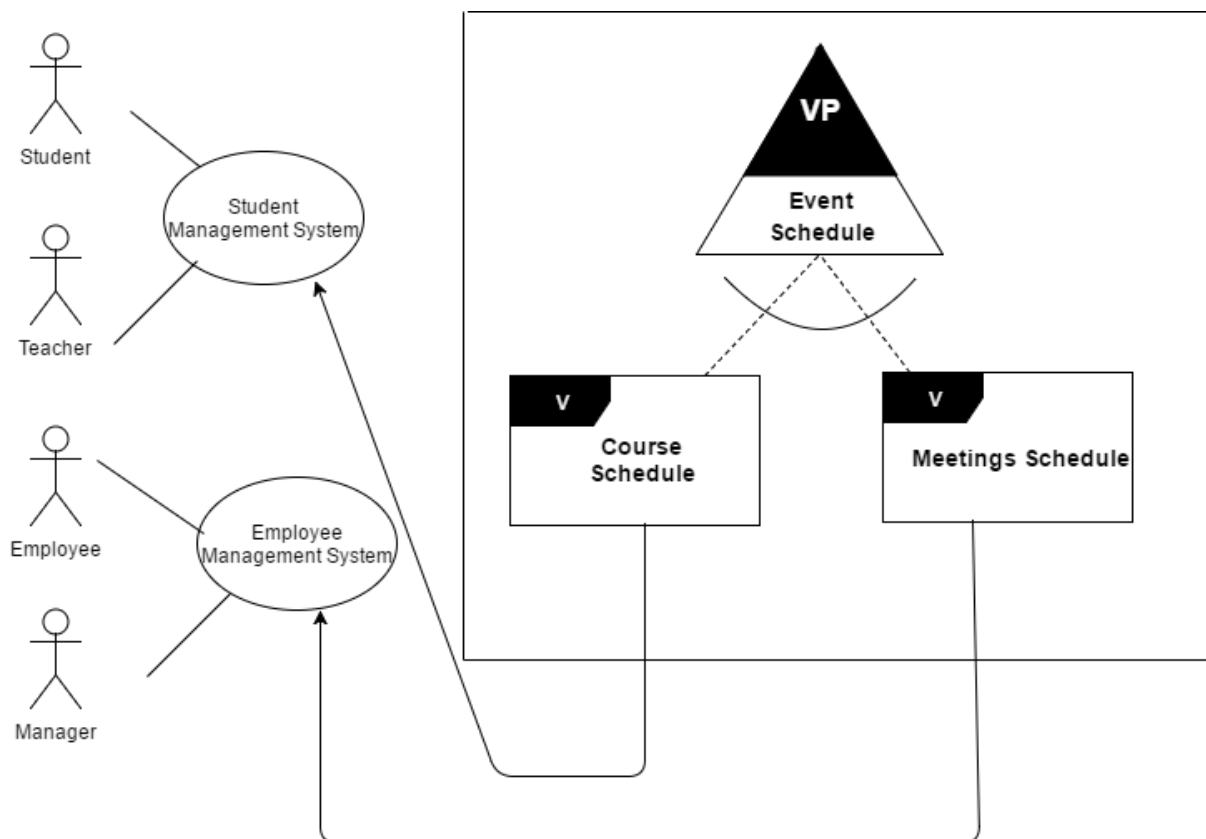 Student
Student
Management System
Teacher
Employee
Employee
Management System
Manager
VP
Event
Schedule
V
Course
Schedule
V
Meetings Schedule